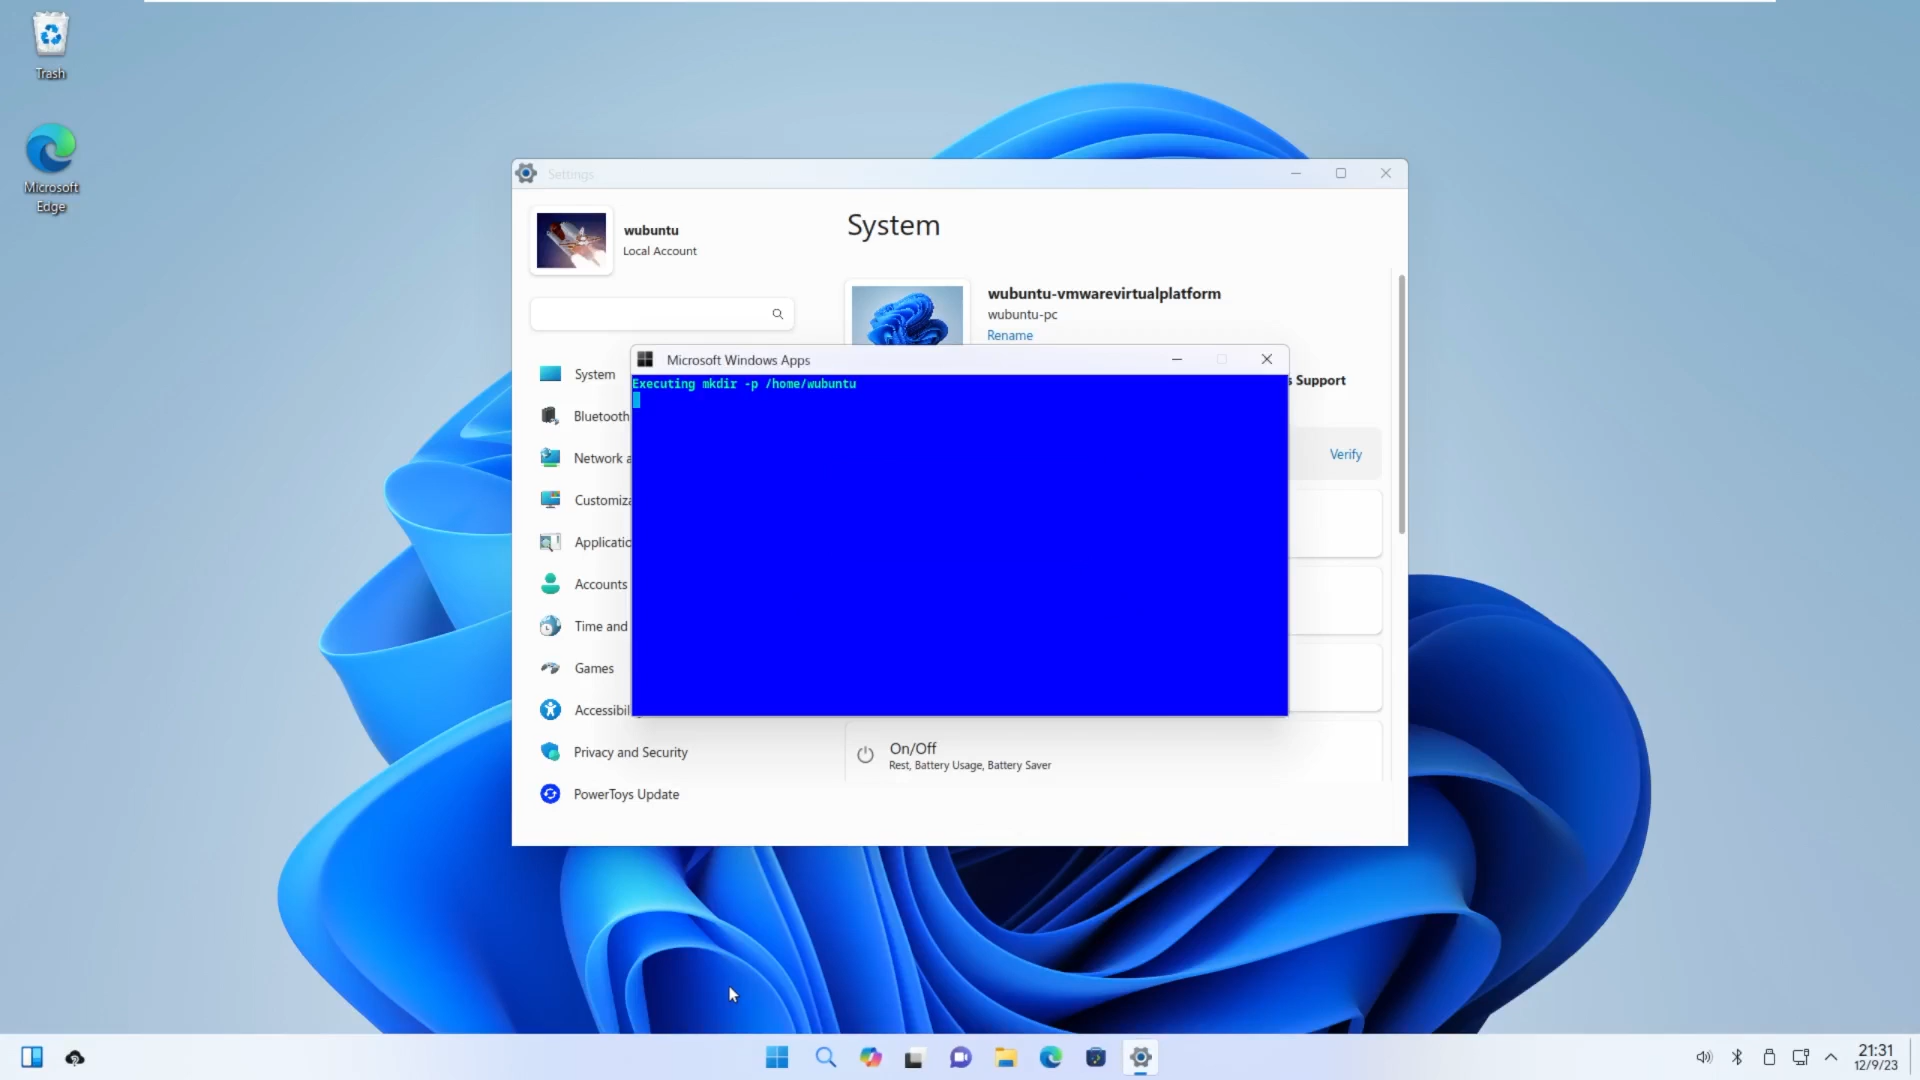 Trash
Microsoft
Edge
Settings
wubuntu
Local Account
System
wubuntu-vmwarevirtualplatform
wubuntu-pc
Rename
System
Bluetooth
Network a
Customiza
Applicatio
Accounts
Time and
Games
Accessibil
Privacy and Security
PowerToys Update
Microsoft Windows Apps
Executing mkdir -p /home/wubuntu
s Support
Verify
On/Off
Rest, Battery Usage, Battery Saver
21:31
12/9/23